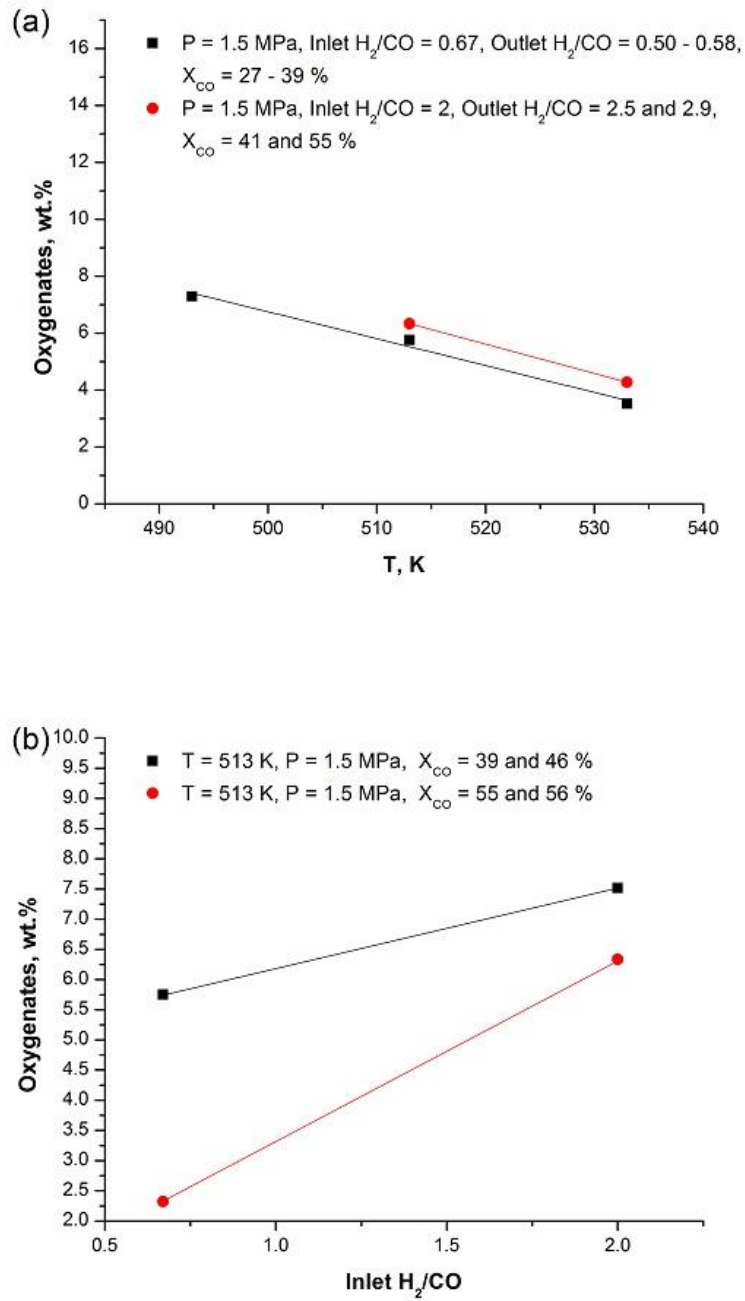 (a)
P = 1.5 MPa, Inlet H₂/CO = 0.67, Outlet H₂/CO = 0.50 - 0.58,
X_CO = 27 - 39 %
P = 1.5 MPa, Inlet H₂/CO = 2, Outlet H₂/CO = 2.5 and 2.9,
X_CO = 41 and 55 %
16
14
12
10
8
6
4
2
0
Oxygenates, wt.%
490 500 510 520 530 540
T, K
(b)
T = 513 K, P = 1.5 MPa, X_CO = 39 and 46 %
T = 513 K, P = 1.5 MPa, X_CO = 55 and 56 %
10.0
9.5
9.0
8.5
8.0
7.5
7.0
6.5
6.0
5.5
5.0
4.5
4.0
3.5
3.0
2.5
2.0
Oxygenates, wt.%
0.5 1.0 1.5 2.0
Inlet H₂/CO